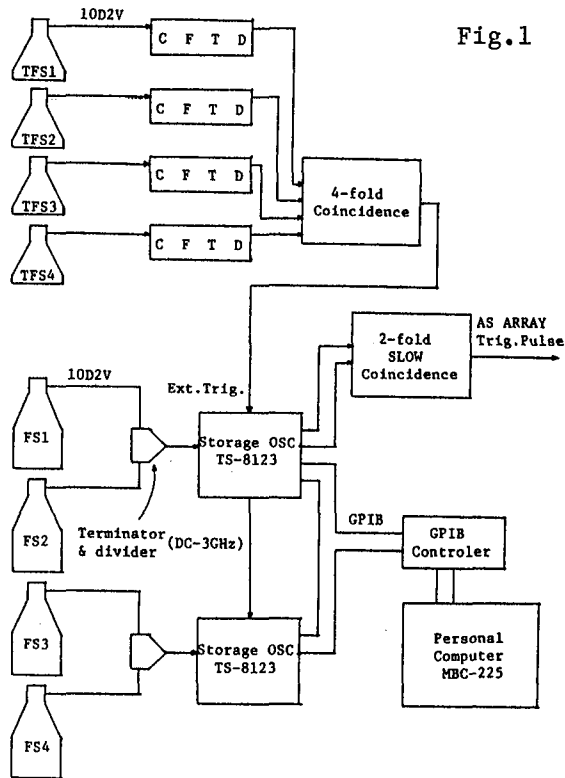 Fig.1
10D2V
TFS1
C F T D
TFS2
C F T D
TFS3
C F T D
TFS4
C F T D
4-fold
Coincidence
AS ARRAY
Trig.Pulse
2-fold
SLOW
Coincidence
10D2V
Ext.Trig.
FS1
FS2
Storage OSC
TS-8123
Terminator
& divider
(DC-3GHz)
GPIB
GPIB
Controler
FS3
FS4
Storage OSC
TS-8123
Personal
Computer
MBC-225